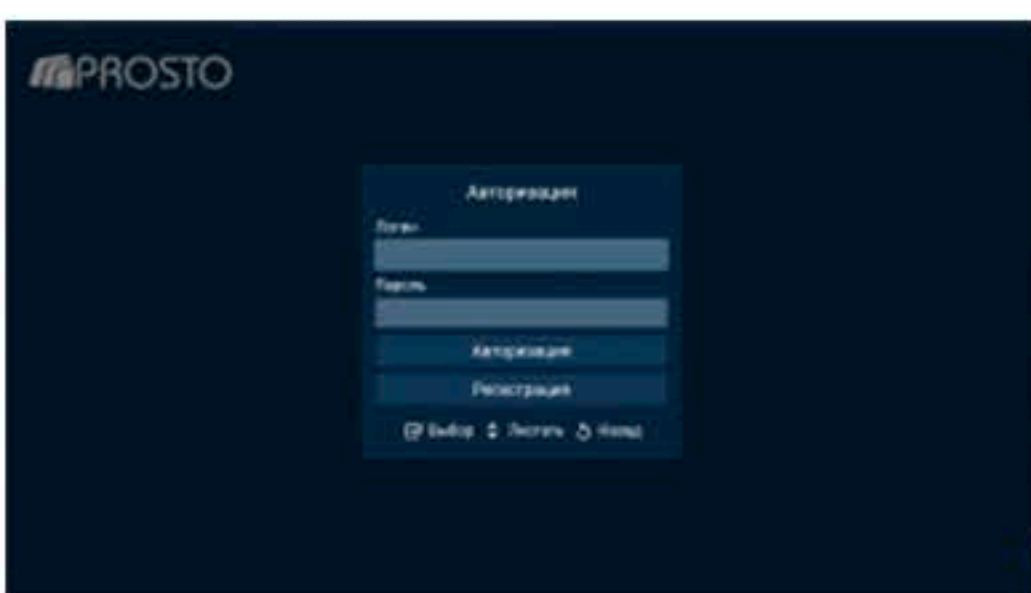 PROSTO
Авторизация
Логин
Пароль
Авторизация
Регистрация
Выбор Листать Назад